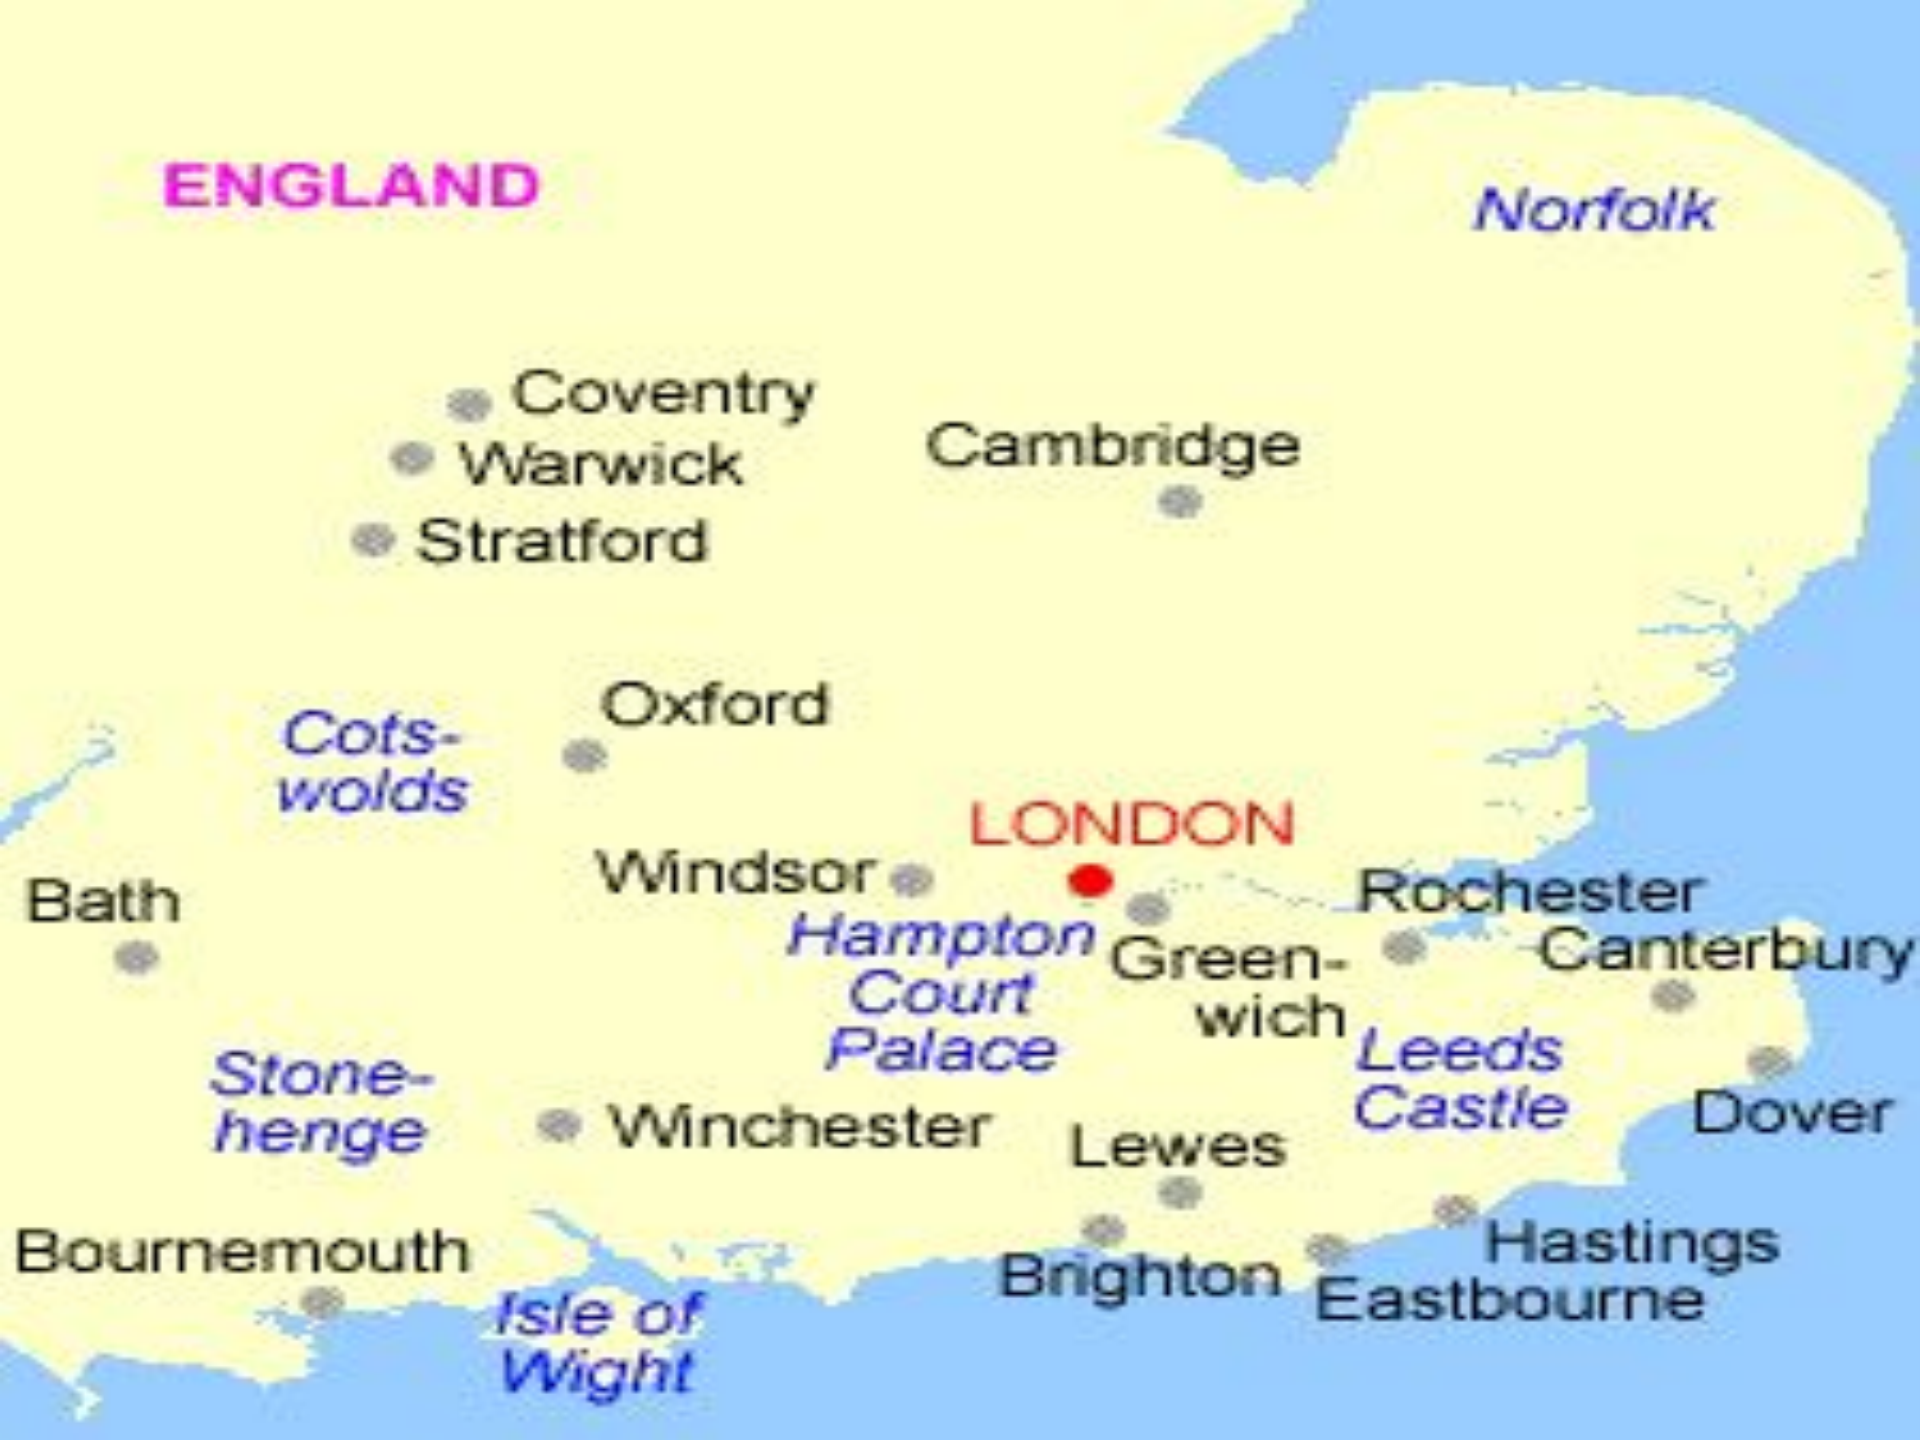 ENGLAND
Norfolk
Coventry
Warwick
Cambridge
Stratford
Oxford
Cots-
wolds
LONDON
Windsor
Rochester
Bath
Hampton
Court
Palace
Green-
wich
Canterbury
Leeds
Castle
Stone-
henge
Dover
Winchester
Lewes
Bournemouth
Hastings
Brighton
Eastbourne
Isle of
Wight